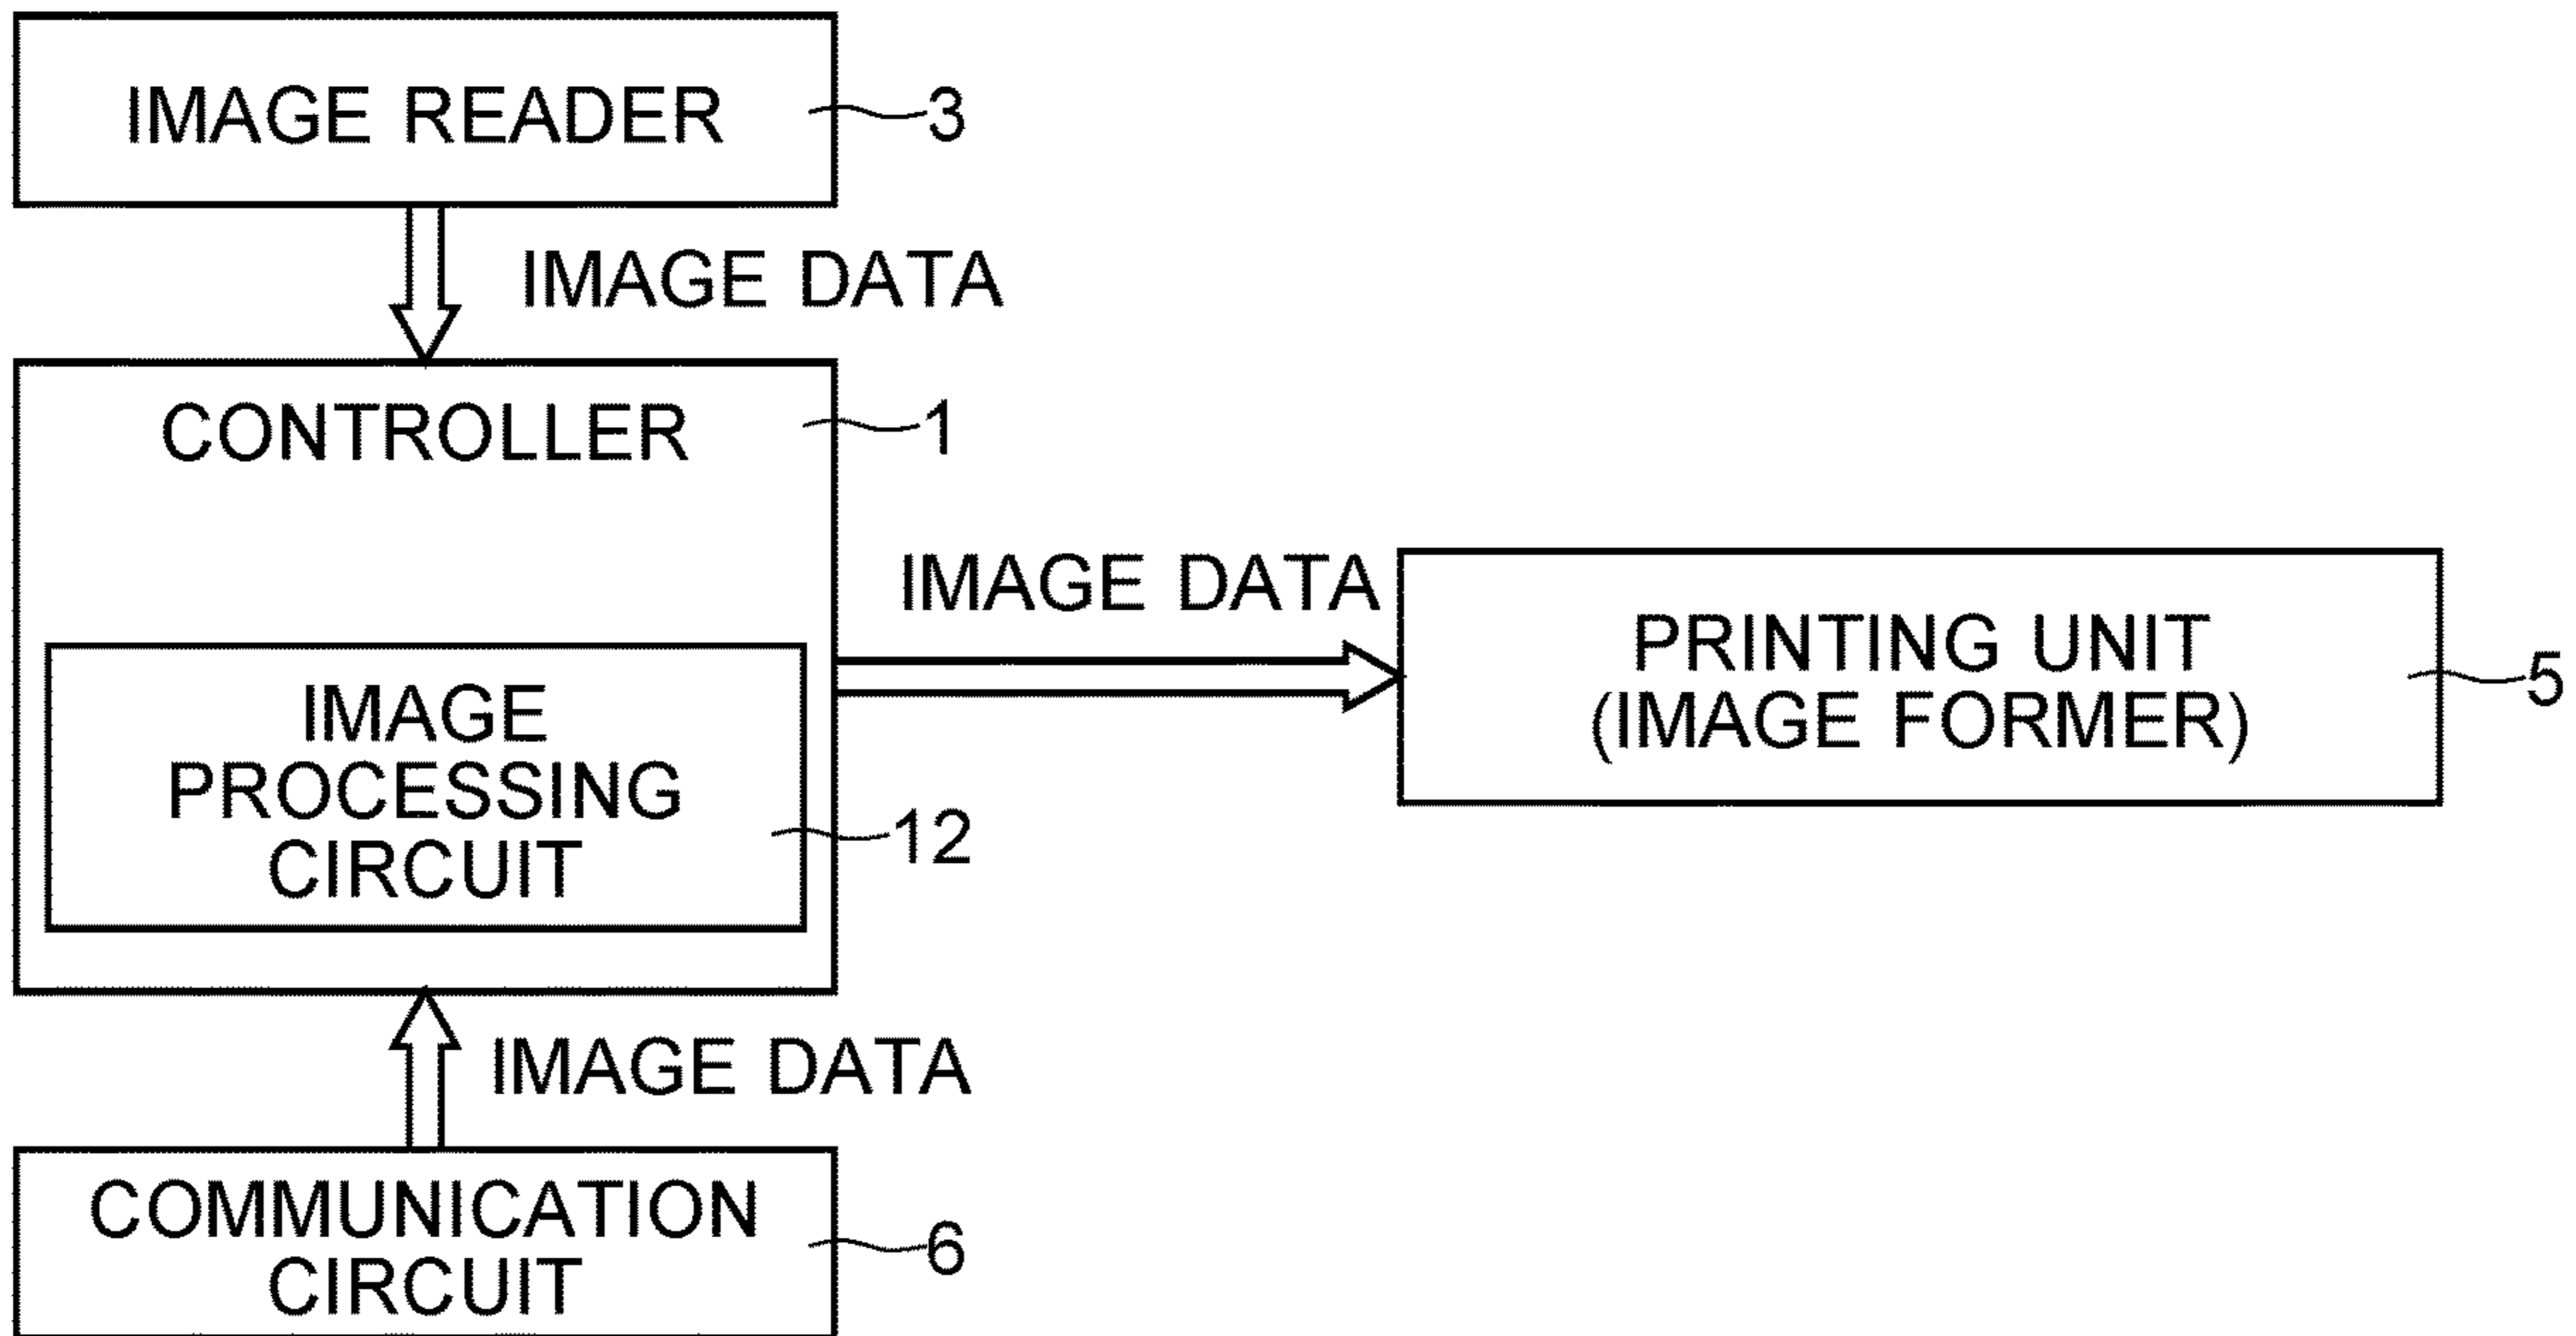 IMAGE READER
3
IMAGE DATA
CONTROLLER
1
IMAGE DATA
PRINTING UNIT
(IMAGE FORMER)
5
IMAGE
PROCESSING
CIRCUIT
12
IMAGE DATA
COMMUNICATION
CIRCUIT
6